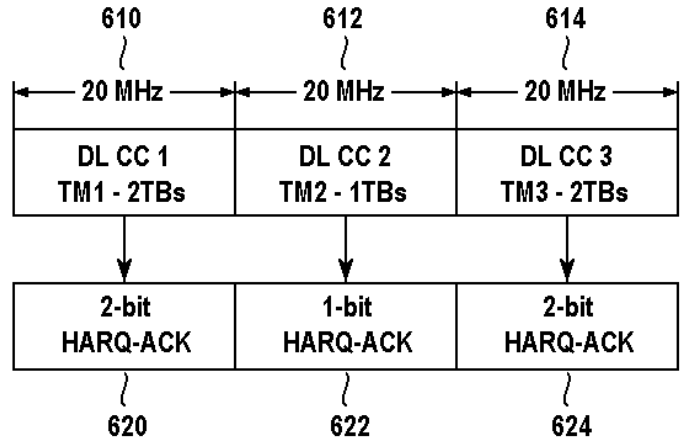 610 612 614
20 MHz 20 MHz 20 MHz
DL CC 1 DL CC 2 DL CC 3
TM1 - 2TBs TM2 - 1TBs TM3 - 2TBs
2-bit 1-bit 2-bit
HARQ-ACK HARQ-ACK HARQ-ACK
620 622 624